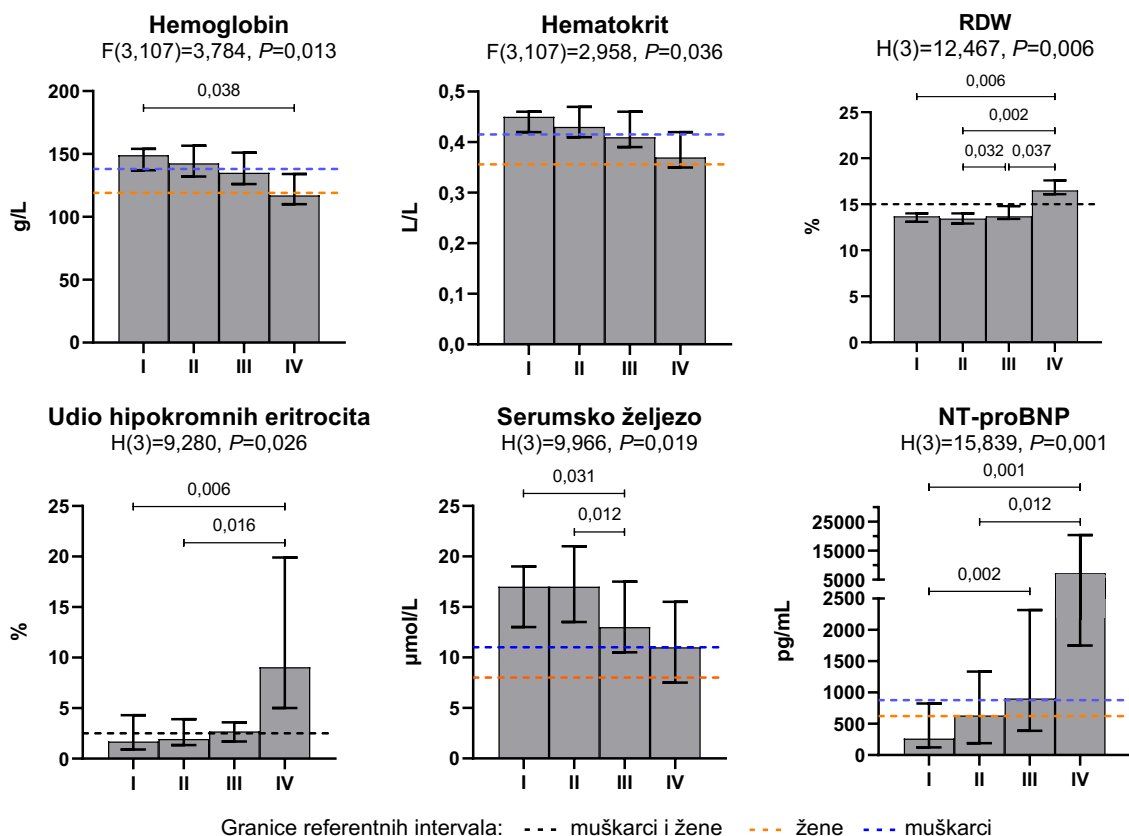 Hemoglobin
F(3,107)=3,784, P=0,013
0,038
200
150
100
50
0
g/L
I II III IV
Hematokrit
F(3,107)=2,958, P=0,036
0,5
0,4
0,3
0,2
0,1
0,0
L/L
I II III IV
RDW
H(3)=12,467, P=0,006
0,006
0,002
0,032 0,037
25
20
15
10
5
0
%
I II III IV
Udio hipokromnih eritrocita
H(3)=9,280, P=0,026
0,006
0,016
25
20
15
10
5
0
%
I II III IV
Serumsko željezo
H(3)=9,966, P=0,019
0,031
0,012
25
20
15
10
5
0
µmol/L
I II III IV
NT-proBNP
H(3)=15,839, P=0,001
0,001
0,012
0,002
25000
15000
5000
2500
2000
1500
1000
500
0
pg/mL
I II III IV
Granice referentnih intervala: muškarci i žene žene muškarci